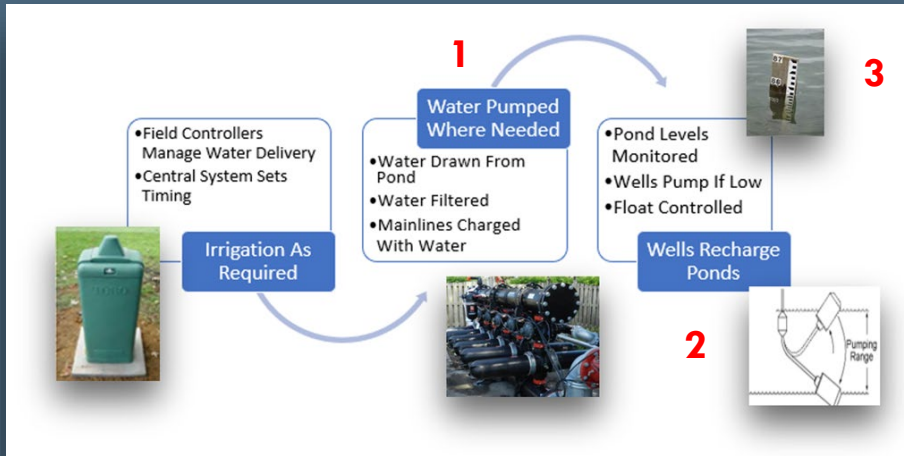 1
3
Water Pumped
Where Needed
•Field Controllers
Manage Water Delivery
•Central System Sets
Timing
Irrigation As
Required
•Water Drawn From
Pond
•Water Filtered
•Mainlines Charged
With Water
•Pond Levels
Monitored
•Wells Pump If Low
•Float Controlled
Wells Recharge
Ponds
2
Pumping
Range